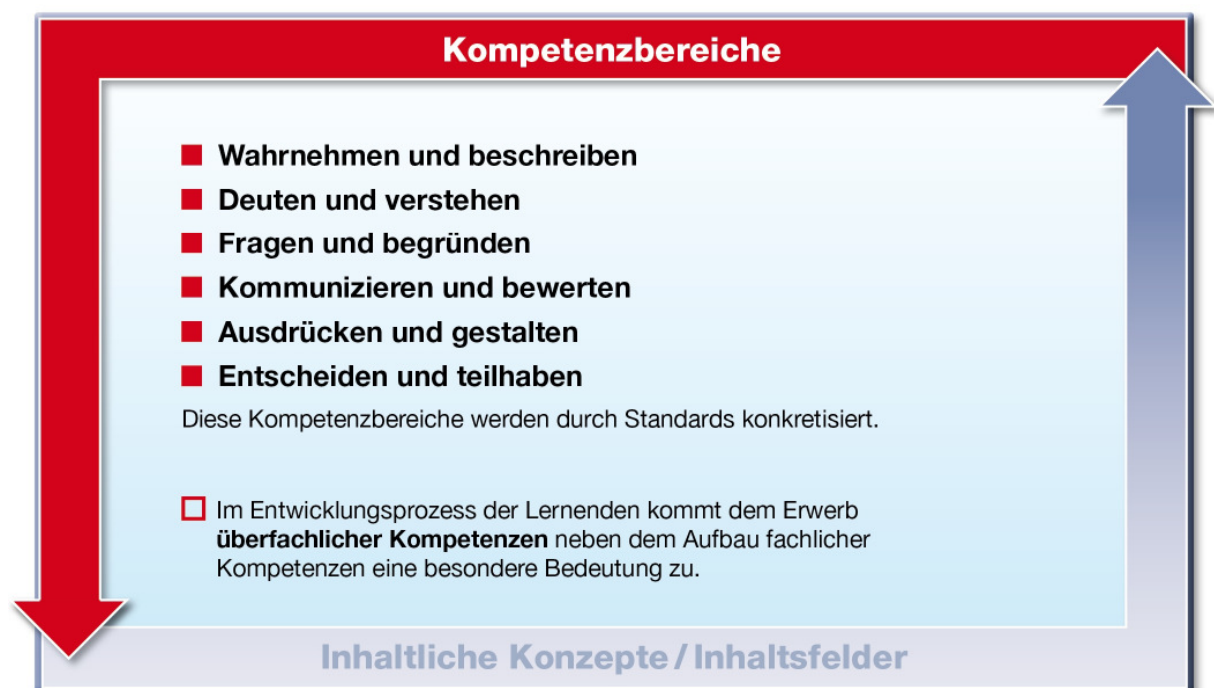 Kompetenzbereiche
Wahrnehmen und beschreiben
Deuten und verstehen
Fragen und begründen
Kommunizieren und bewerten
Ausdrücken und gestalten
Entscheiden und teilhaben
Diese Kompetenzbereiche werden durch Standards konkretisiert.
Im Entwicklungsprozess der Lernenden kommt dem Erwerb
überfachlicher Kompetenzen neben dem Aufbau fachlicher
Kompetenzen eine besondere Bedeutung zu.
Inhaltliche Konzepte / Inhaltsfelder